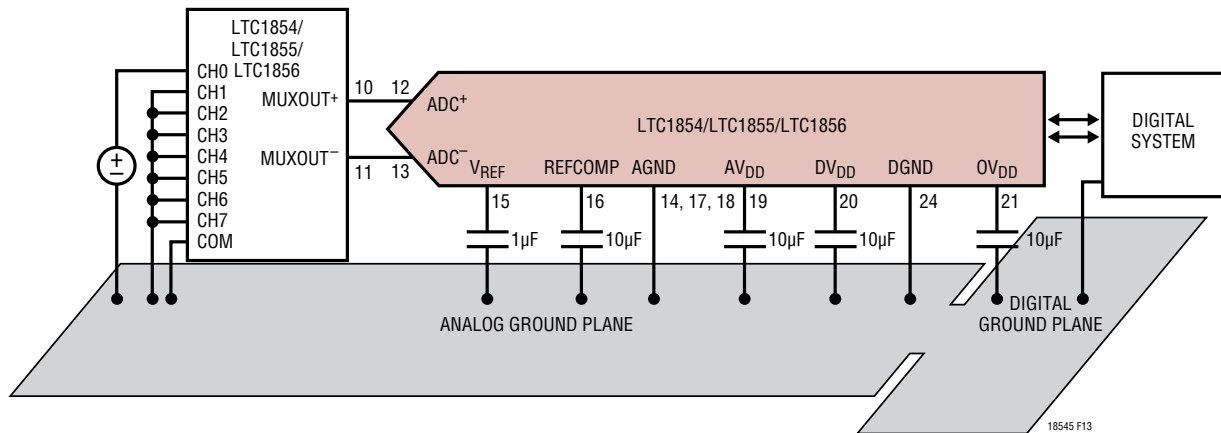 LTC1854/
LTC1855/
LTC1856
CH0
CH1
CH2
CH3
CH4
CH5
CH6
CH7
COM
MUXOUT+
MUXOUT−
10
11
12
13
ADC+
ADC−
LTC1854/LTC1855/LTC1856
VREF
REFCOMP
AGND
AVDD
DVDD
DGND
OVDD
15
16
14, 17, 18
19
20
24
21
1µF
10µF
10µF
10µF
10µF
DIGITAL
SYSTEM
+
−
ANALOG GROUND PLANE
DIGITAL
GROUND PLANE
18545 F13